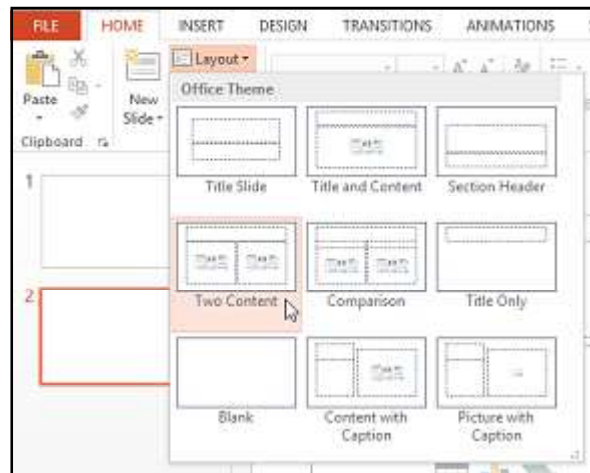 FILE HOME INSERT DESIGN TRANSITIONS ANIMATIONS
Layout
Paste
New
Slide
Clipboard
Office Theme
Title Slide Title and Content Section Header
Two Content Comparison Title Only
Blank Content with
Caption Picture with
Caption
1
2